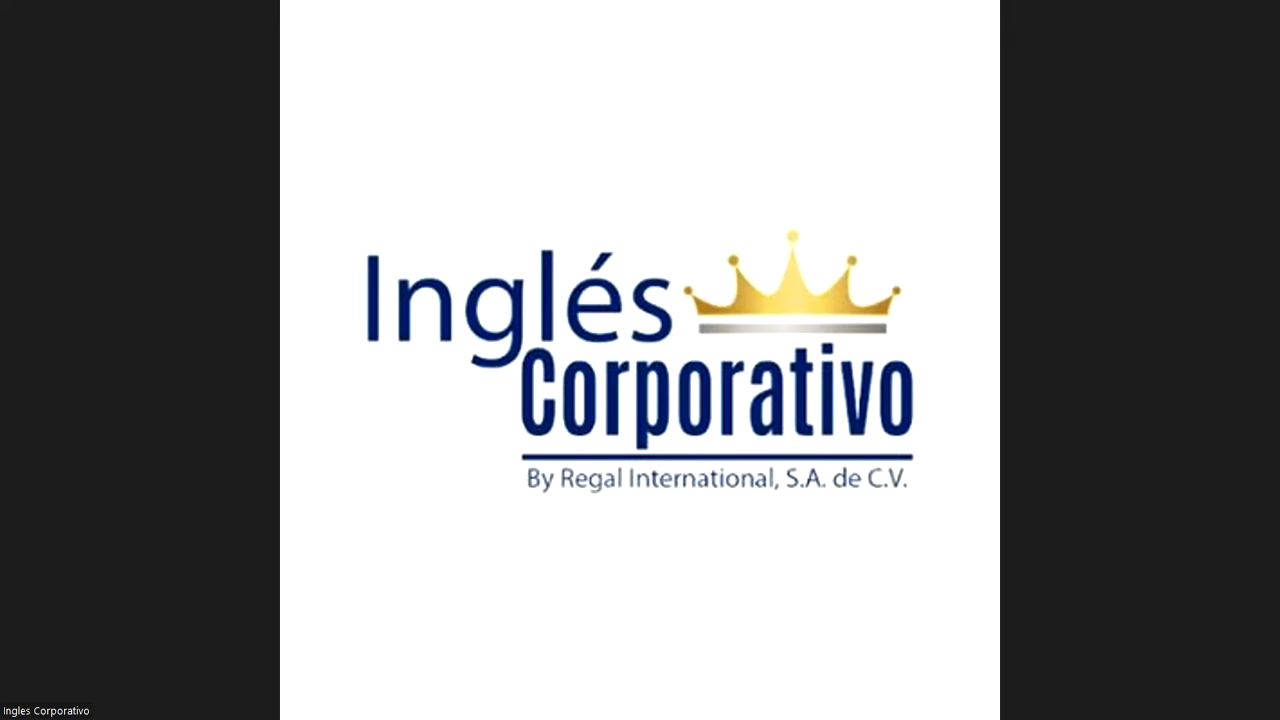 Inglés
Corporativo
By Regal International, S.A. de C.V.
Ingles Corporativo